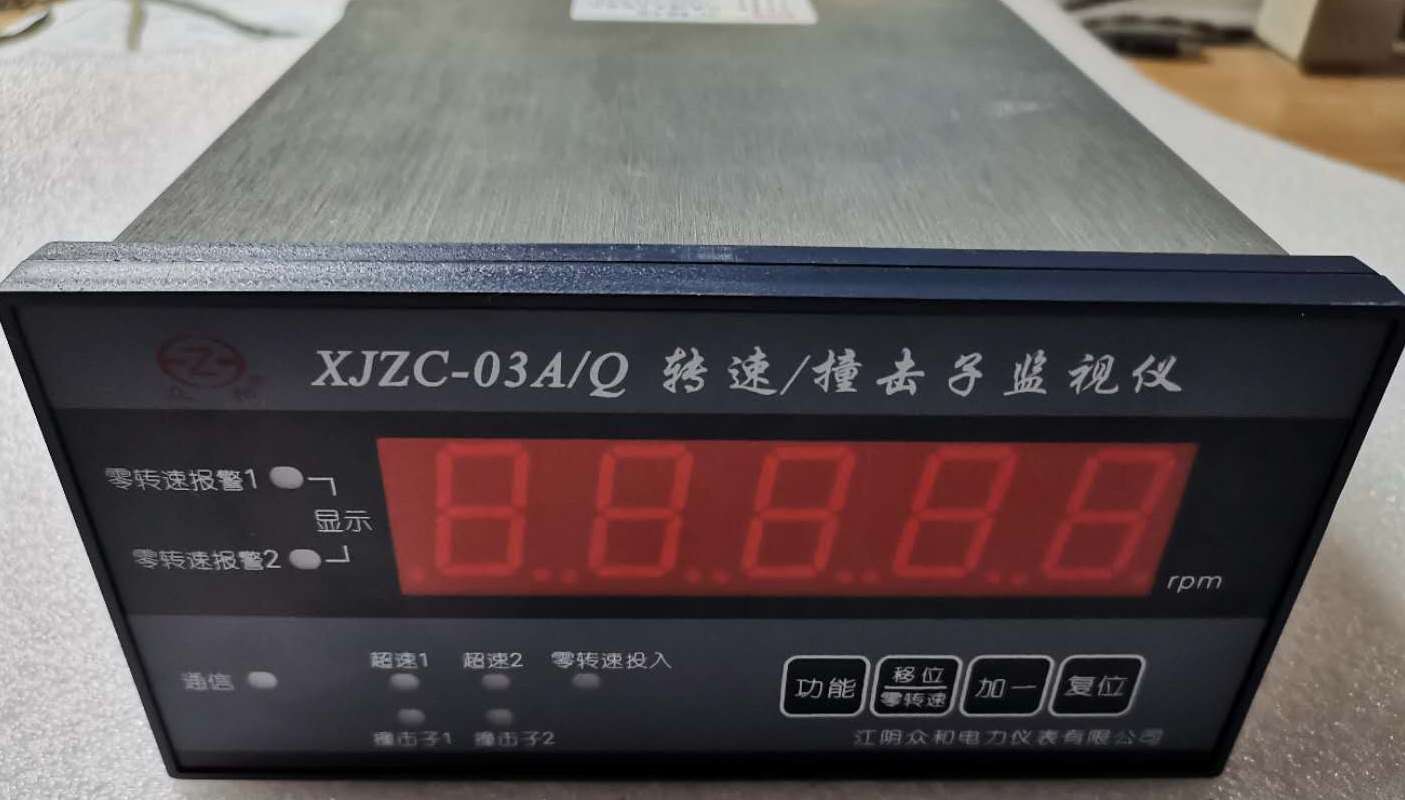 XJZC-03A/Q 转速/撞击子监视仪
零转速报警1
显示
零转速报警2
88888
rpm
通信
超速1 超速2 零转速投入
撞击子1 撞击子2
功能 移位 加一 复位
零转速
江阴众和电力仪表有限公司